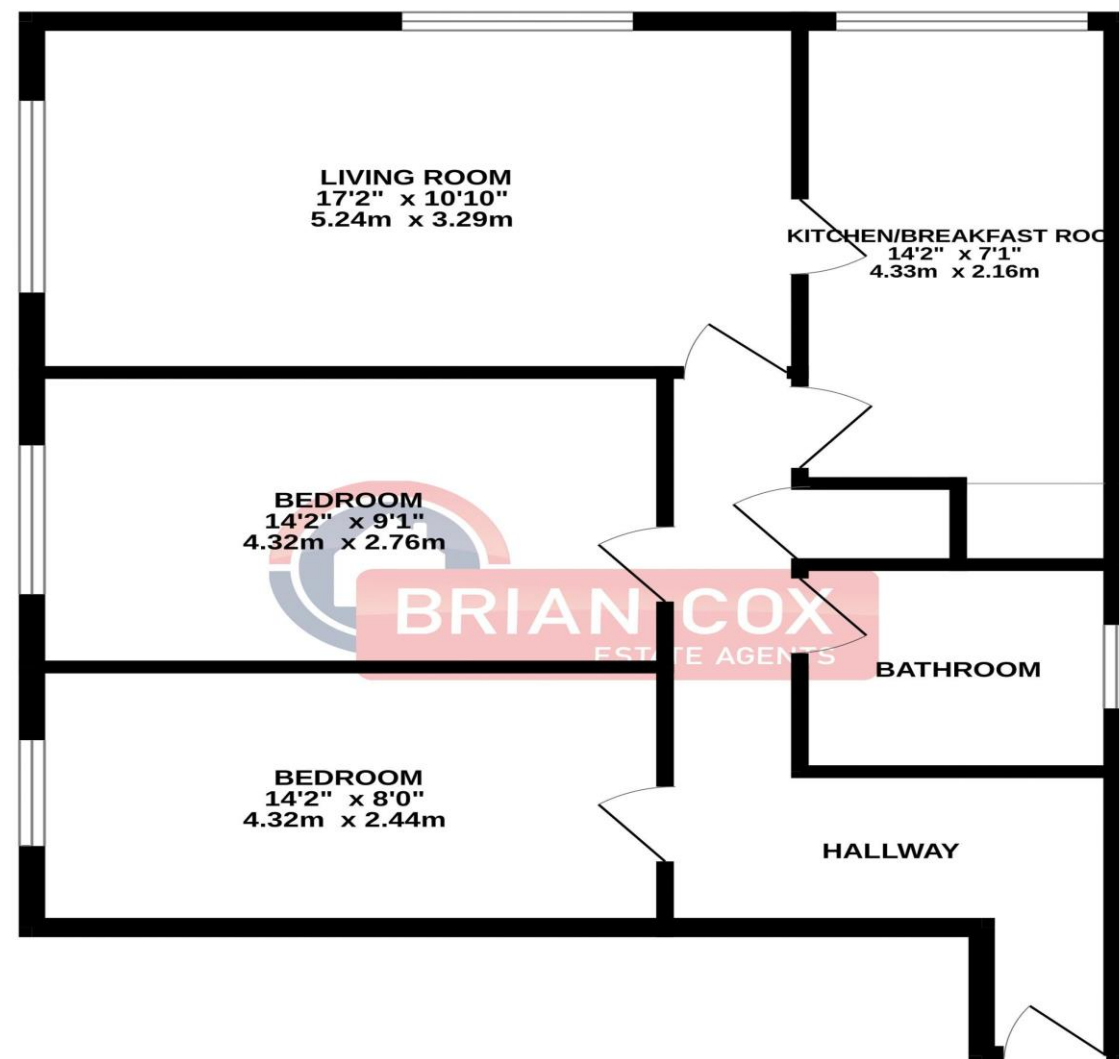 LIVING ROOM
17'2" x 10'10"
5.24m x 3.29m
KITCHEN/BREAKFAST ROO
14'2" x 7'1"
4.33m x 2.16m
BEDROOM
14'2" x 9'1"
4.32m x 2.76m
BRIAN COX
ESTATE AGENTS
BATHROOM
BEDROOM
14'2" x 8'0"
4.32m x 2.44m
HALLWAY